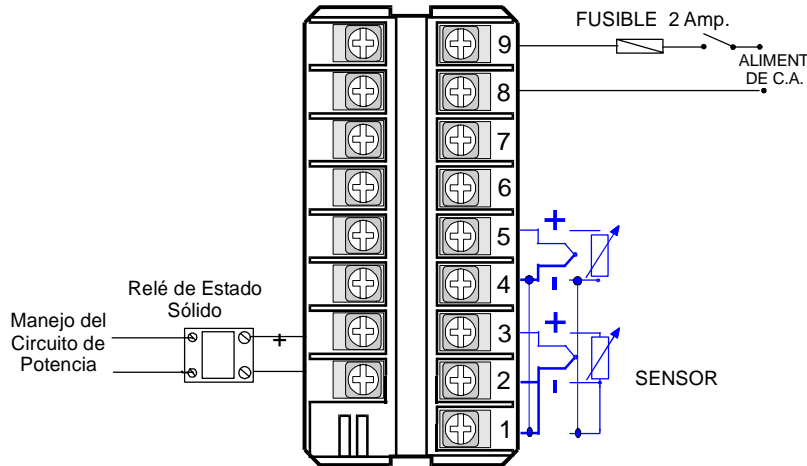 FUSIBLE 2 Amp.
9
ALIMENT
DE C.A.
8
7
6
5
+
4
-
Relé de Estado
Sólido
3
+
Manejo del
Circuito de
Potencia
+
2
-
SENSOR
1